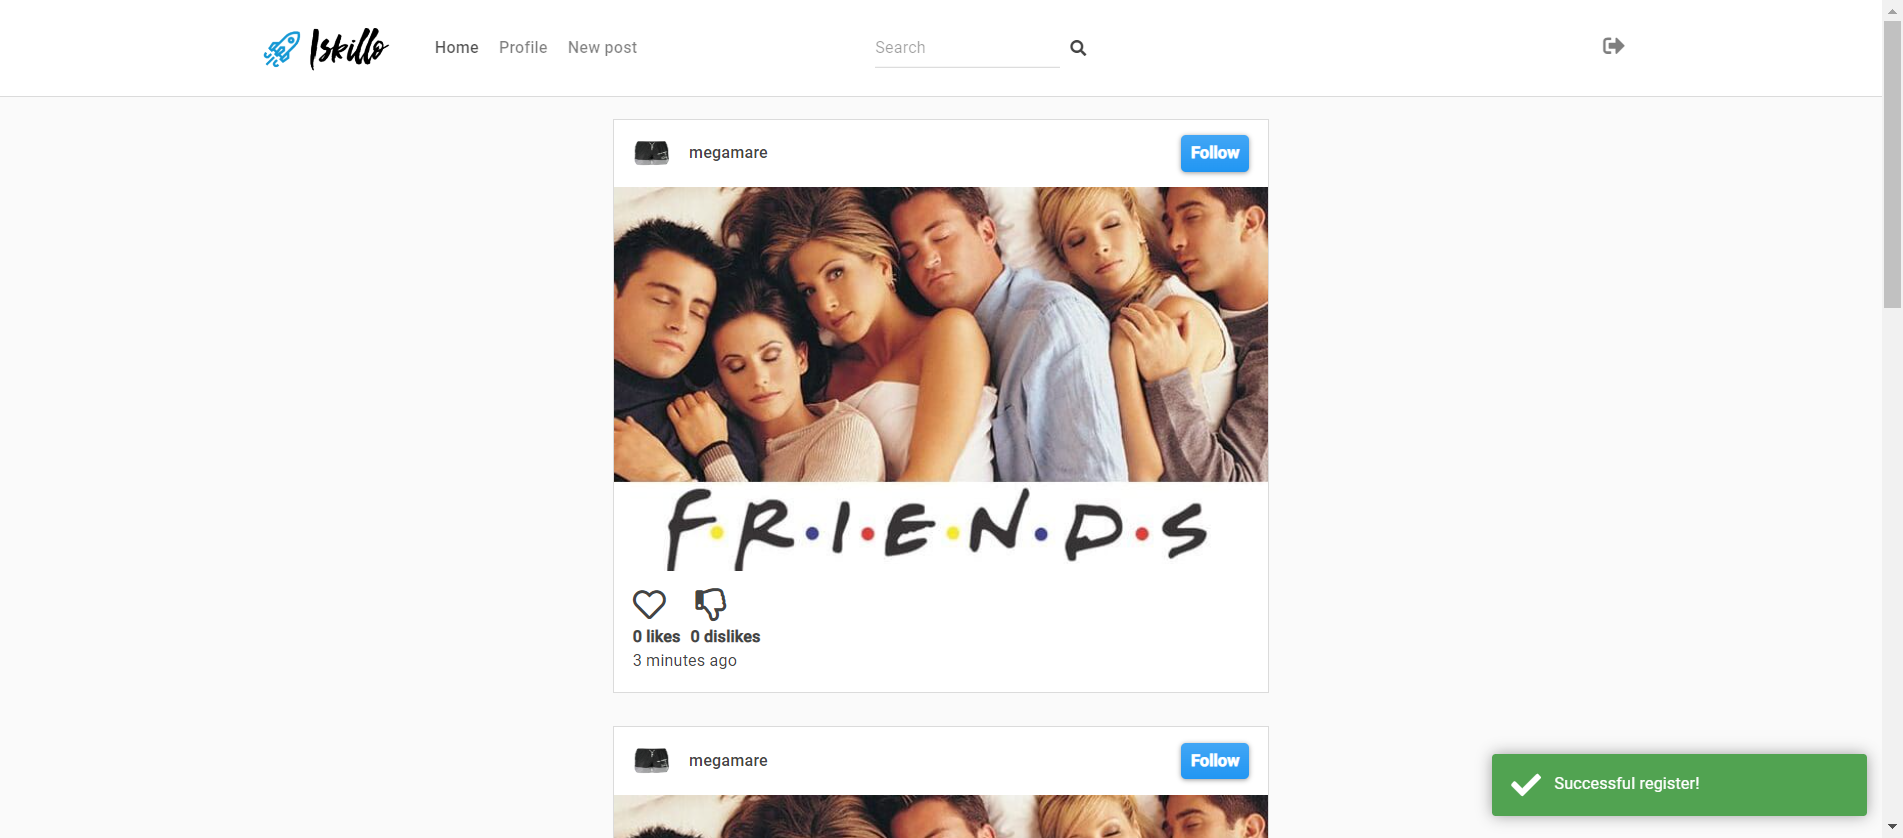 Iskillo
Home Profile New post
Search
megamare
Follow
F•R•I•E•N•D•S
0 likes 0 dislikes
3 minutes ago
megamare
Follow
Successful register!